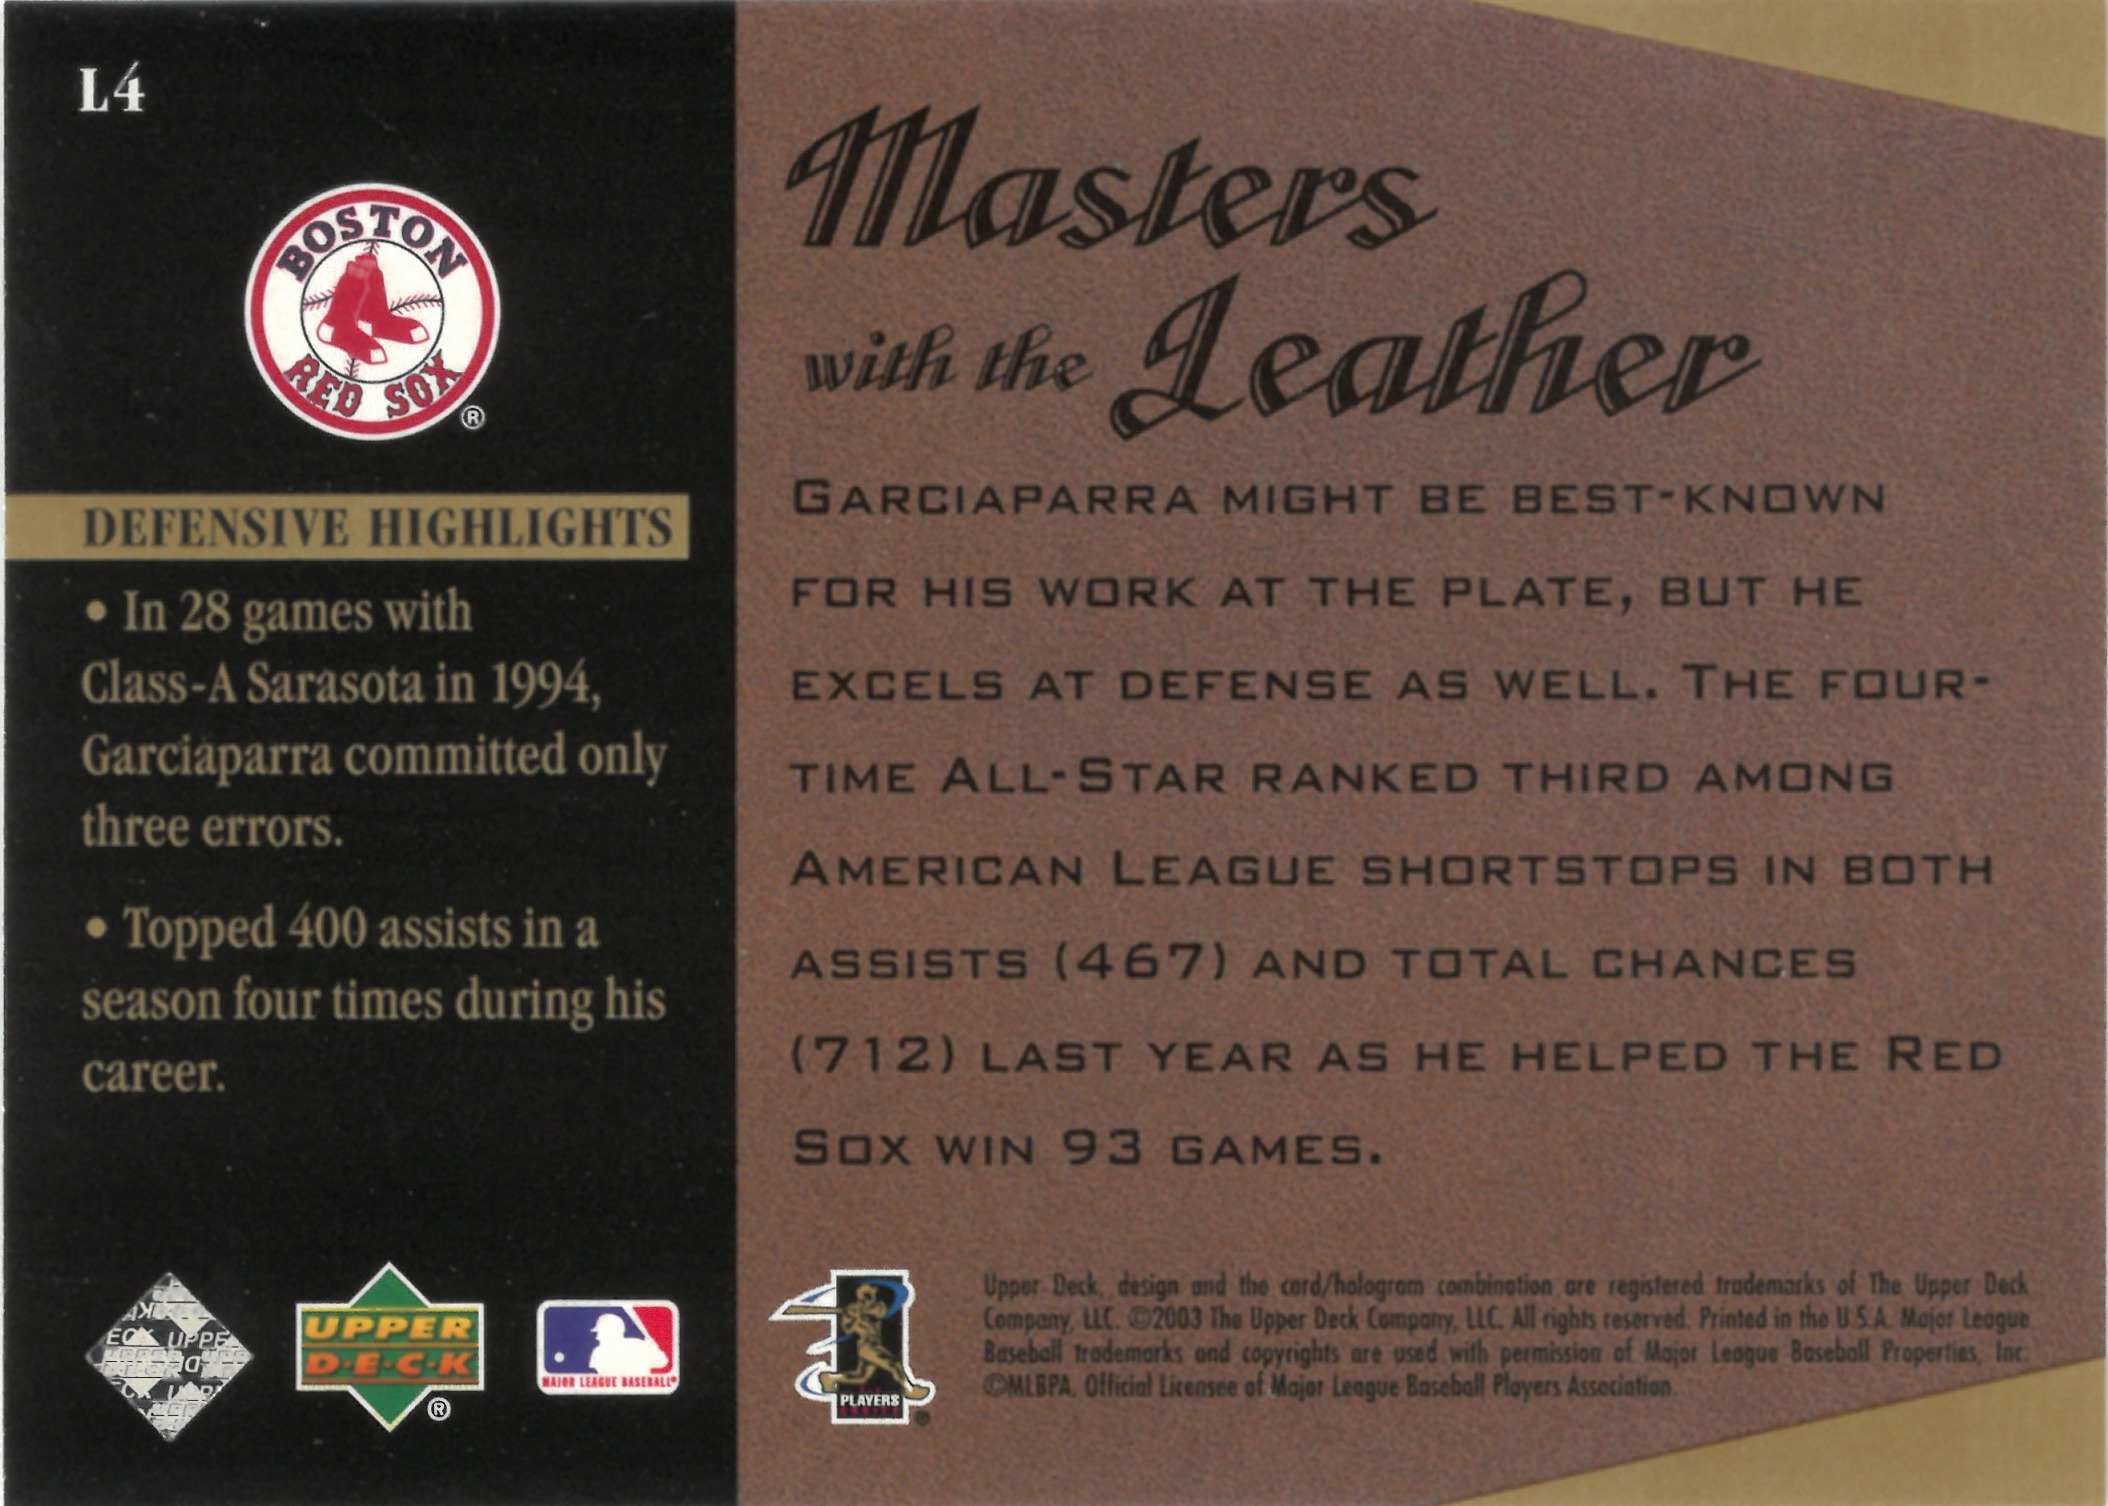 L4
BOSTON
RED SOX
®
DEFENSIVE HIGHLIGHTS
• In 28 games with
Class-A Sarasota in 1994,
Garciaparra committed only
three errors.
• Topped 400 assists in a
season four times during his
career.
UPPER
D·E·C·K
®
MAJOR LEAGUE BASEBALL®
Masters
with the Leather
GARCIAPARRA MIGHT BE BEST-KNOWN
FOR HIS WORK AT THE PLATE, BUT HE
EXCELS AT DEFENSE AS WELL. THE FOUR-
TIME ALL-STAR RANKED THIRD AMONG
AMERICAN LEAGUE SHORTSTOPS IN BOTH
ASSISTS (467) AND TOTAL CHANCES
(712) LAST YEAR AS HE HELPED THE RED
SOX WIN 93 GAMES.
PLAYERS
Upper Deck, design and the card/hologram combination are registered trademarks of The Upper Deck
Company, LLC. ©2003 The Upper Deck Company, LLC. All rights reserved. Printed in the U.S.A. Major League
Baseball trademarks and copyrights are used with permission of Major League Baseball Properties, Inc.
©MLBPA. Official Licensee of Major League Baseball Players Association.